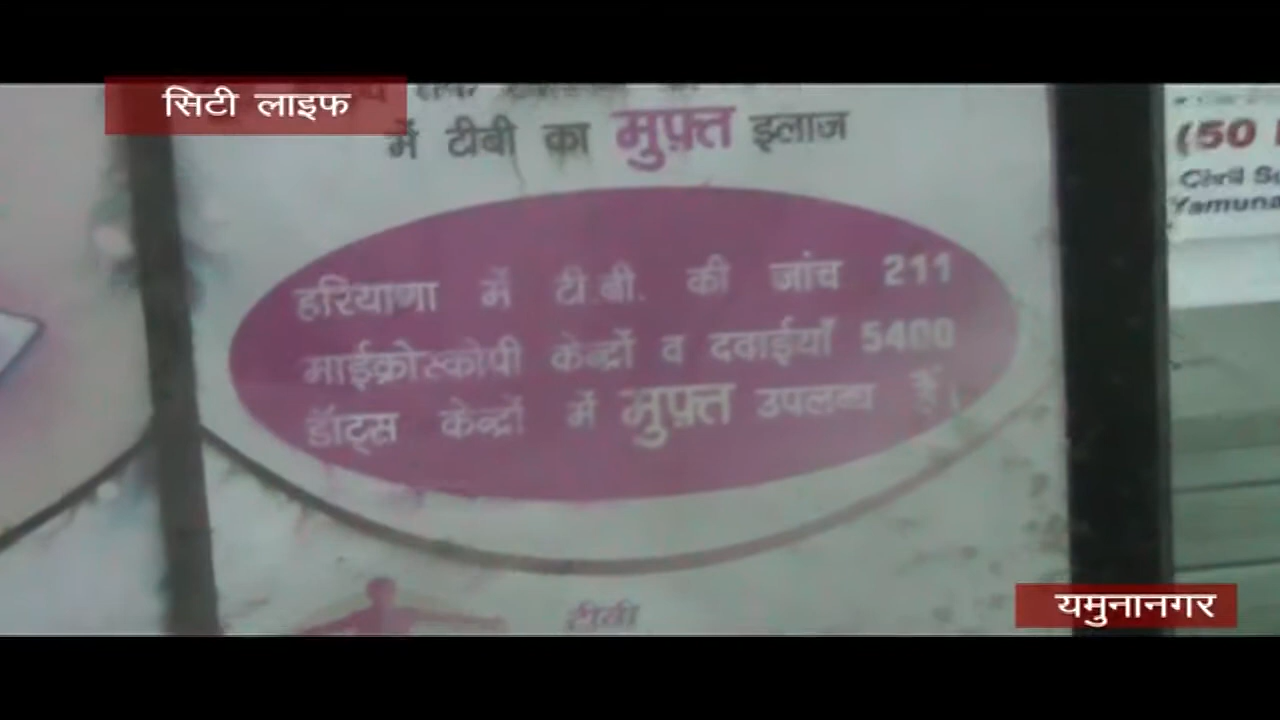 सिटी लाइफ
में टीबी का मुफ़्त इलाज
हरियाणा में टी.बी. की जांच 211
माईक्रोस्कोपी केन्द्रों व दवाईयाँ 5400
डॉट्स केन्द्रों में मुफ़्त उपलब्ध हैं।
टीबी
(50
Civil
Yamuna
यमुनानगर